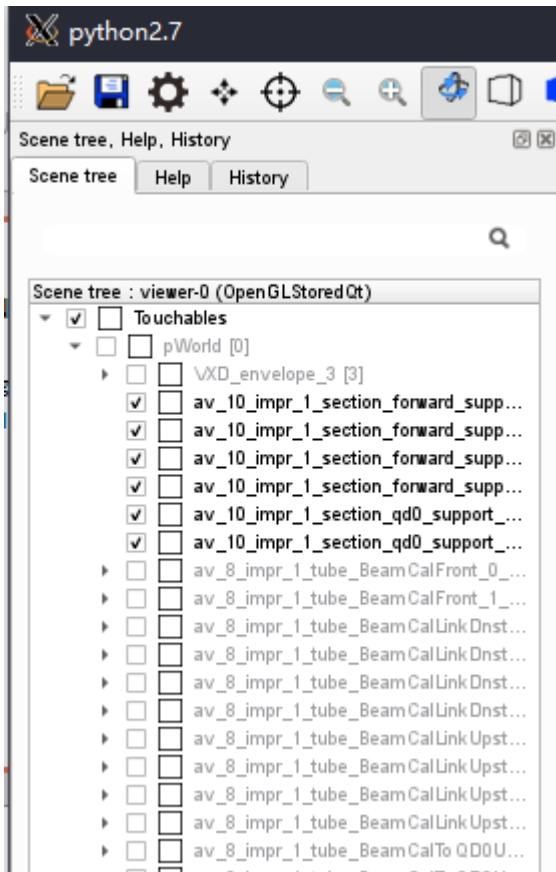 python2.7
Scene tree, Help, History
Scene tree Help History
Scene tree : viewer-0 (OpenGLStoredQt)
Touchables
pWorld [0]
VXD_envelope_3 [3]
av_10_impr_1_section_forward_supp...
av_10_impr_1_section_forward_supp...
av_10_impr_1_section_forward_supp...
av_10_impr_1_section_forward_supp...
av_10_impr_1_section_qd0_support_...
av_10_impr_1_section_qd0_support_...
av_8_impr_1_tube_BeamCalFront_0_...
av_8_impr_1_tube_BeamCalFront_1_...
av_8_impr_1_tube_BeamCalLinkDnst...
av_8_impr_1_tube_BeamCalLinkDnst...
av_8_impr_1_tube_BeamCalLinkDnst...
av_8_impr_1_tube_BeamCalLinkDnst...
av_8_impr_1_tube_BeamCalLinkUpst...
av_8_impr_1_tube_BeamCalLinkUpst...
av_8_impr_1_tube_BeamCalLinkUpst...
av_8_impr_1_tube_BeamCalLinkUpst...
av_8_impr_1_tube_BeamCalToQD0U...